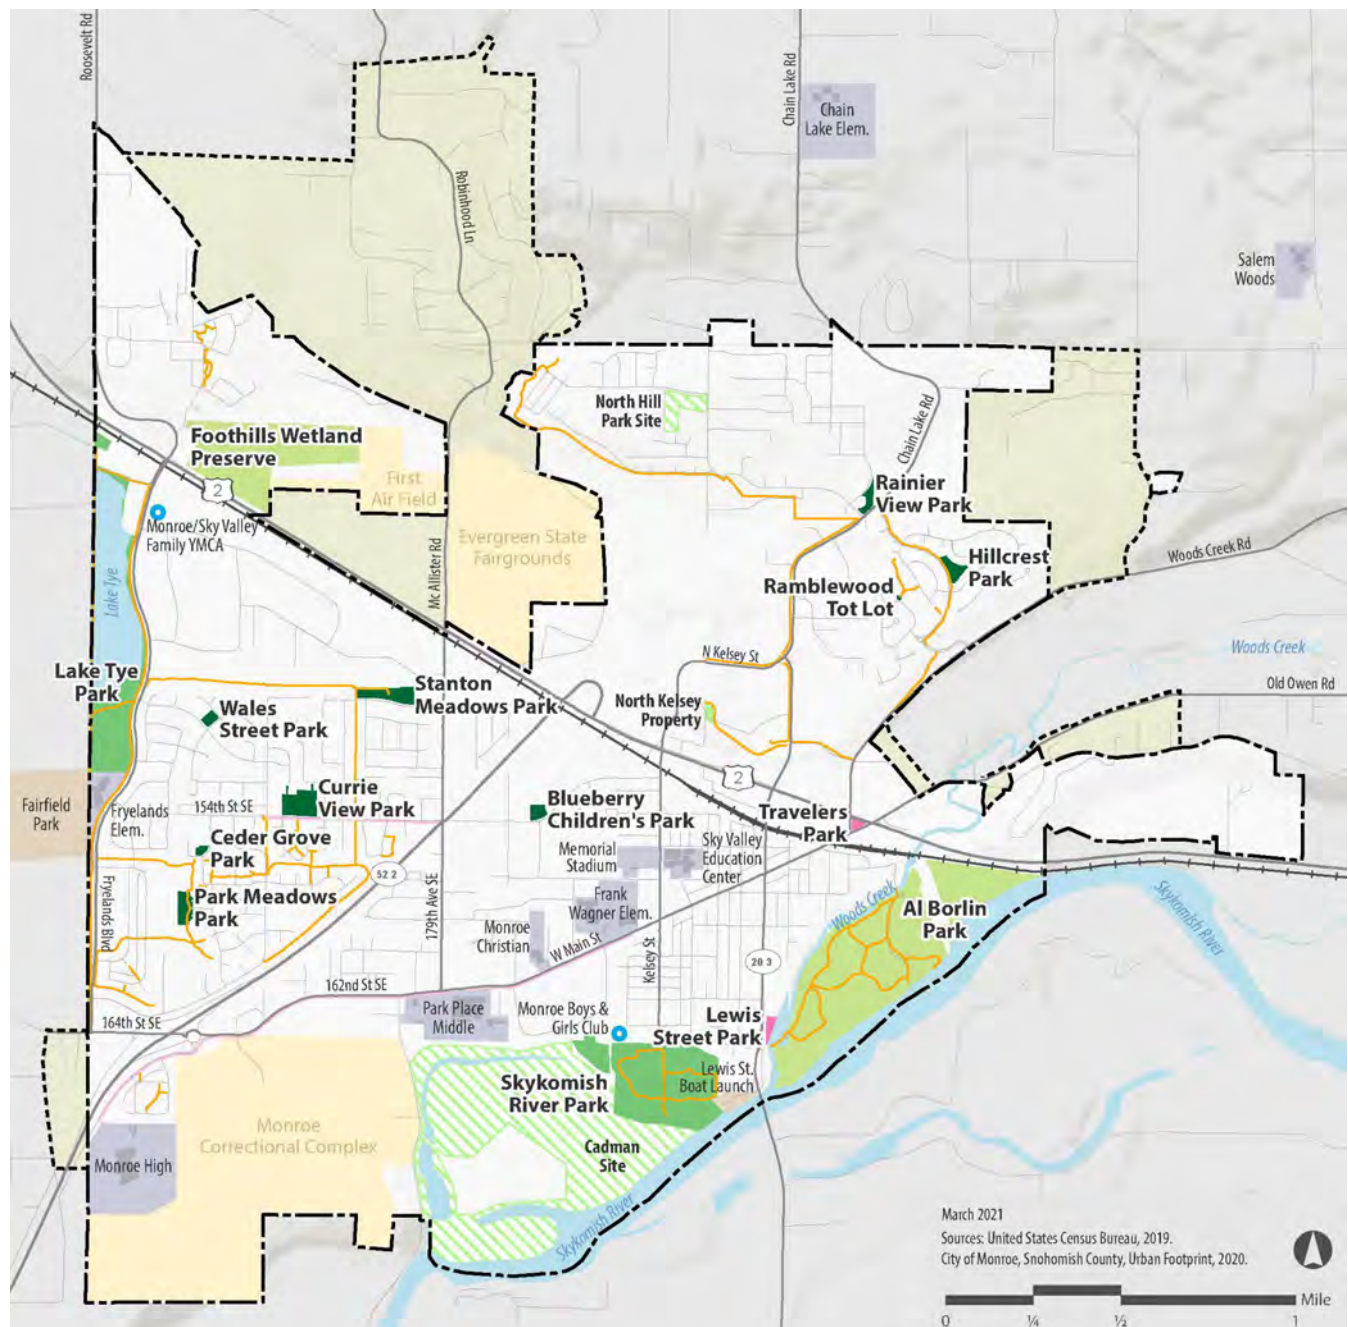 Roosevelt Rd
Chain Lake Rd
Chain
Lake Elem.
Robinhood Ln
Salem
Woods
North Hill
Park Site
Chain Lake Rd
Foothills Wetland
Preserve
First
Air Field
2
Rainier
View Park
Monroe/Sky Valley
Family YMCA
Evergreen State
Fairgrounds
Mc Allister Rd
Lake Tye
Hillcrest
Park
Woods Creek Rd
Ramblewood
Tot Lot
N Kelsey St
Woods Creek
Old Owen Rd
Lake Tye
Park
Stanton
Meadows Park
Wales
Street Park
North Kelsey
Property
2
Currie
View Park
Fairfield
Park
Fryelands
Elem.
154th St SE
Blueberry
Children's Park
Travelers
Park
Ceder Grove
Park
Memorial
Stadium
Sky Valley
Education
Center
52 2
Park Meadows
Park
Frank
Wagner Elem.
Woods Creek
Al Borlin
Park
Skykomish
River
Fryelands Blvd
179th Ave SE
Monroe
Christian
W Main St
Kelsey St
20 3
162nd St SE
Park Place
Middle
Monroe Boys &
Girls Club
Lewis
Street Park
164th St SE
Lewis St.
Boat Launch
Skykomish
River Park
Monroe
Correctional Complex
Cadman
Site
Monroe High
Skykomish River
March 2021
Sources: United States Census Bureau, 2019.
City of Monroe, Snohomish County, Urban Footprint, 2020.
Mile
0 ¼ ½ 1